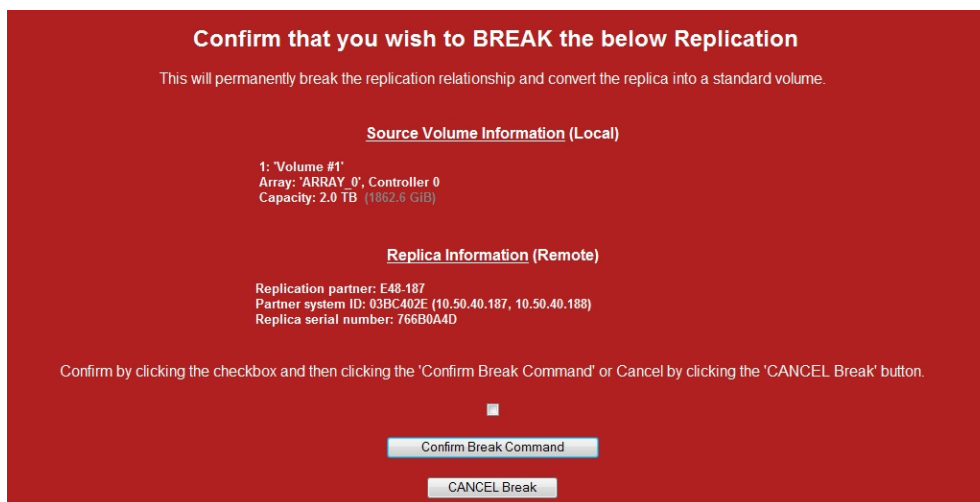 Confirm that you wish to BREAK the below Replication
This will permanently break the replication relationship and convert the replica into a standard volume.
Source Volume Information (Local)
1: 'Volume #1'
Array: 'ARRAY_0', Controller 0
Capacity: 2.0 TB (1862.6 GiB)
Replica Information (Remote)
Replication partner: E48-187
Partner system ID: 03BC402E (10.50.40.187, 10.50.40.188)
Replica serial number: 766B0A4D
Confirm by clicking the checkbox and then clicking the 'Confirm Break Command' or Cancel by clicking the 'CANCEL Break' button.
Confirm Break Command
CANCEL Break